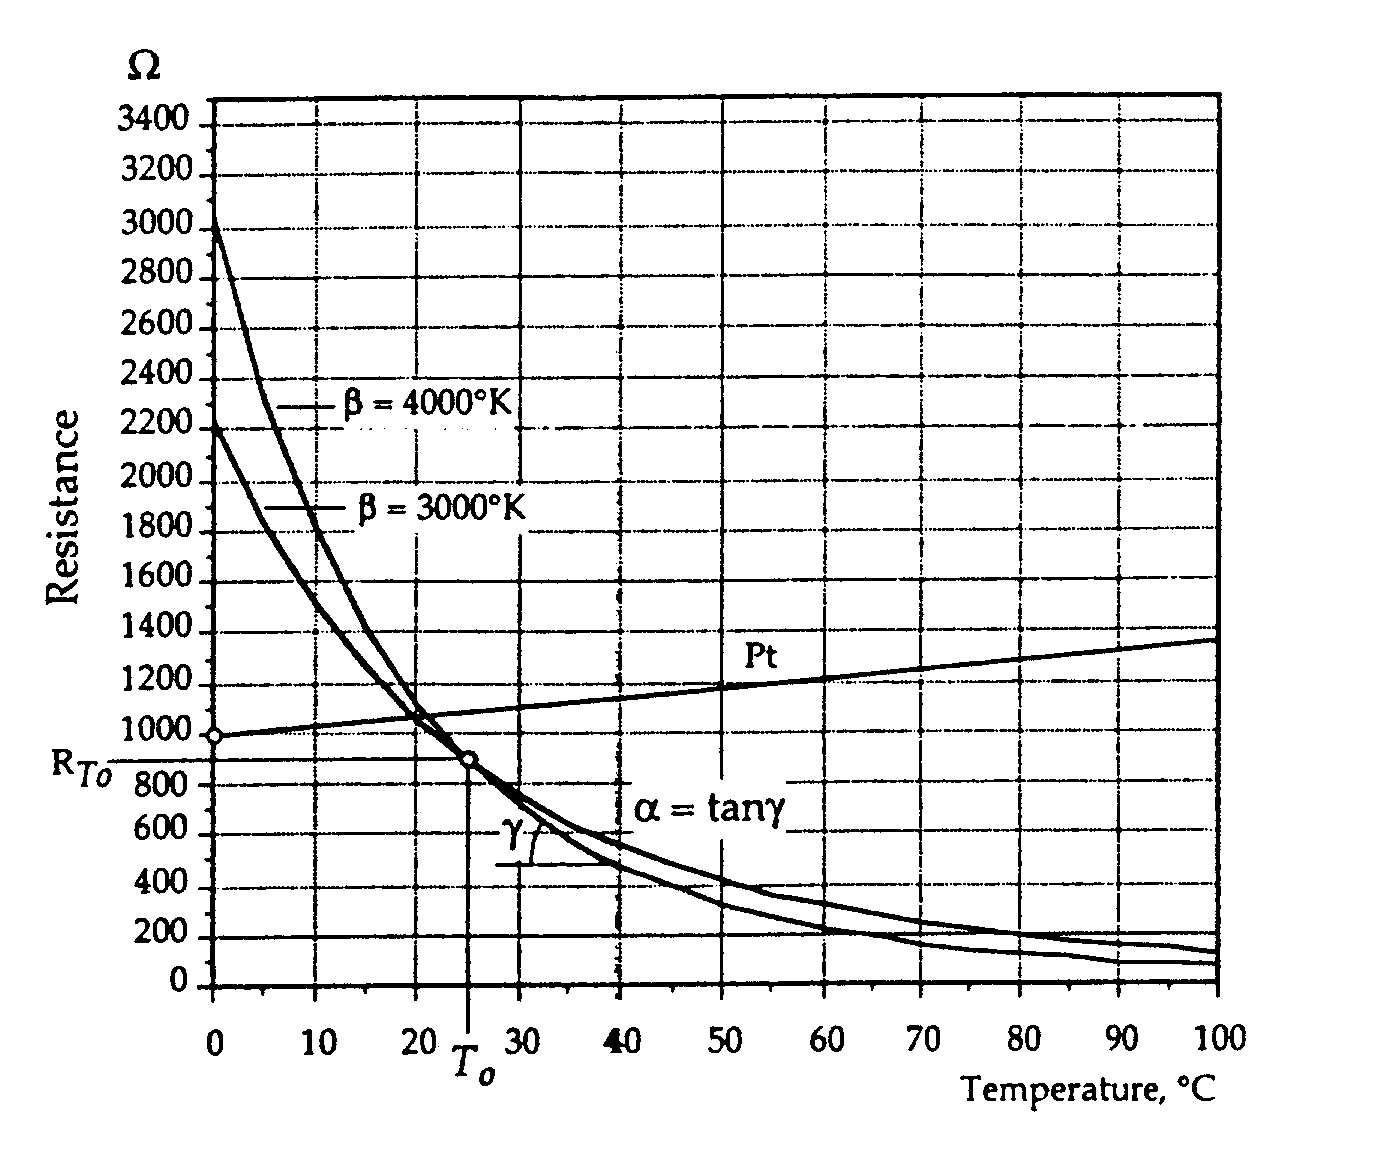 Ω
3400
3200
3000
2800
2600
2400
β = 4000°K
2200
2000
β = 3000°K
1800
1600
1400
Pt
1200
1000
R_To
800
α = tanγ
600
γ
400
200
0
Resistance
0 10 20 30 40 50 60 70 80 90 100
To
Temperature, °C